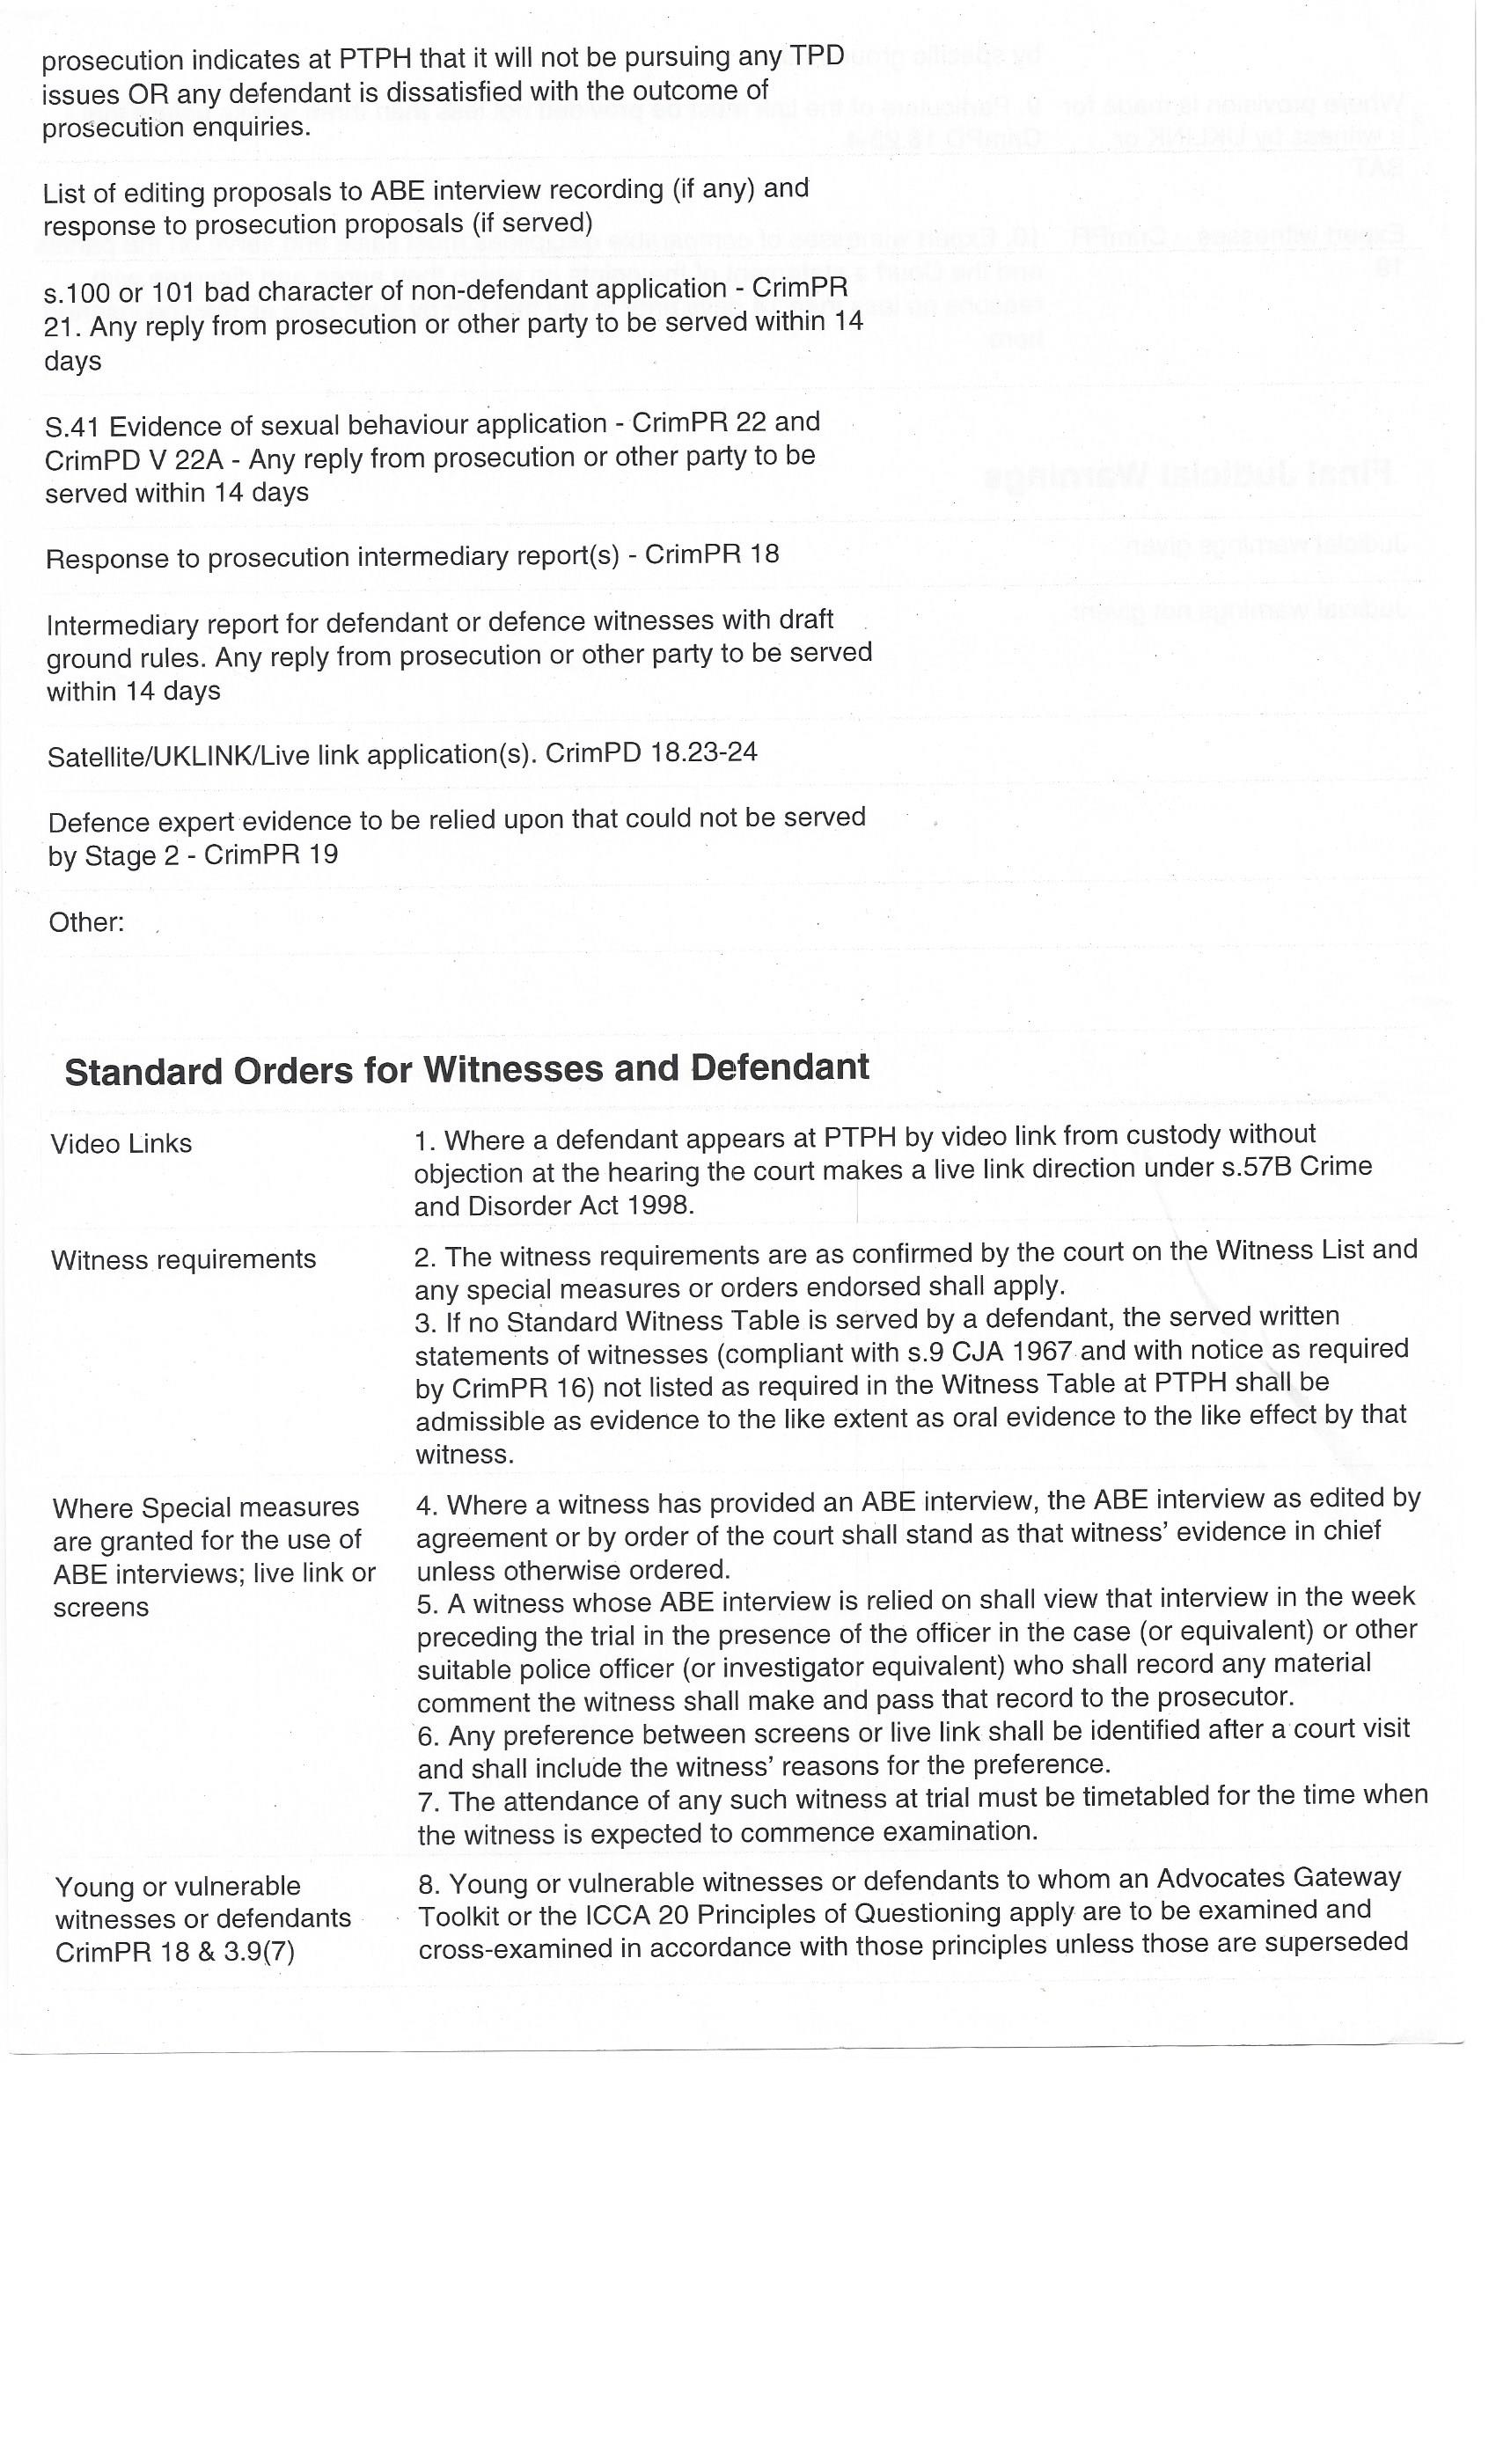 prosecution indicates at PTPH that it will not be pursuing any TPD
issues OR any defendant is dissatisfied with the outcome of
prosecution enquiries.
List of editing proposals to ABE interview recording (if any) and
response to prosecution proposals (if served)
s.100 or 101 bad character of non-defendant application - CrimPR
21. Any reply from prosecution or other party to be served within 14
days
S.41 Evidence of sexual behaviour application - CrimPR 22 and
CrimPD V 22A - Any reply from prosecution or other party to be
served within 14 days
Response to prosecution intermediary report(s) - CrimPR 18
Intermediary report for defendant or defence witnesses with draft
ground rules. Any reply from prosecution or other party to be served
within 14 days
Satellite/UKLINK/Live link application(s). CrimPD 18.23-24
Defence expert evidence to be relied upon that could not be served
by Stage 2 - CrimPR 19
Other:
Standard Orders for Witnesses and Defendant
Video Links
1. Where a defendant appears at PTPH by video link from custody without
objection at the hearing the court makes a live link direction under s.57B Crime
and Disorder Act 1998.
Witness requirements
2. The witness requirements are as confirmed by the court on the Witness List and
any special measures or orders endorsed shall apply.
3. If no Standard Witness Table is served by a defendant, the served written
statements of witnesses (compliant with s.9 CJA 1967 and with notice as required
by CrimPR 16) not listed as required in the Witness Table at PTPH shall be
admissible as evidence to the like extent as oral evidence to the like effect by that
witness.
Where Special measures
are granted for the use of
ABE interviews; live link or
screens
4. Where a witness has provided an ABE interview, the ABE interview as edited by
agreement or by order of the court shall stand as that witness' evidence in chief
unless otherwise ordered.
5. A witness whose ABE interview is relied on shall view that interview in the week
preceding the trial in the presence of the officer in the case (or equivalent) or other
suitable police officer (or investigator equivalent) who shall record any material
comment the witness shall make and pass that record to the prosecutor.
6. Any preference between screens or live link shall be identified after a court visit
and shall include the witness' reasons for the preference.
7. The attendance of any such witness at trial must be timetabled for the time when
the witness is expected to commence examination.
Young or vulnerable
witnesses or defendants
CrimPR 18 & 3.9(7)
8. Young or vulnerable witnesses or defendants to whom an Advocates Gateway
Toolkit or the ICCA 20 Principles of Questioning apply are to be examined and
cross-examined in accordance with those principles unless those are superseded